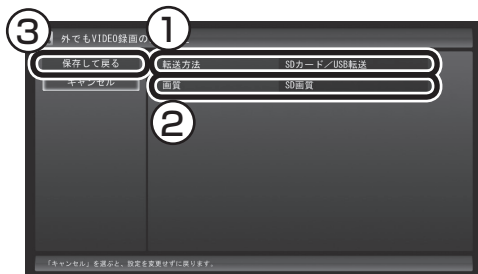 ③
①
外でもVIDEO録画の
保存して戻る
転送方法 SDカード/USB転送
キャンセル
画質 SD画質
②
「キャンセル」を選ぶと、設定を変更せずに戻ります。